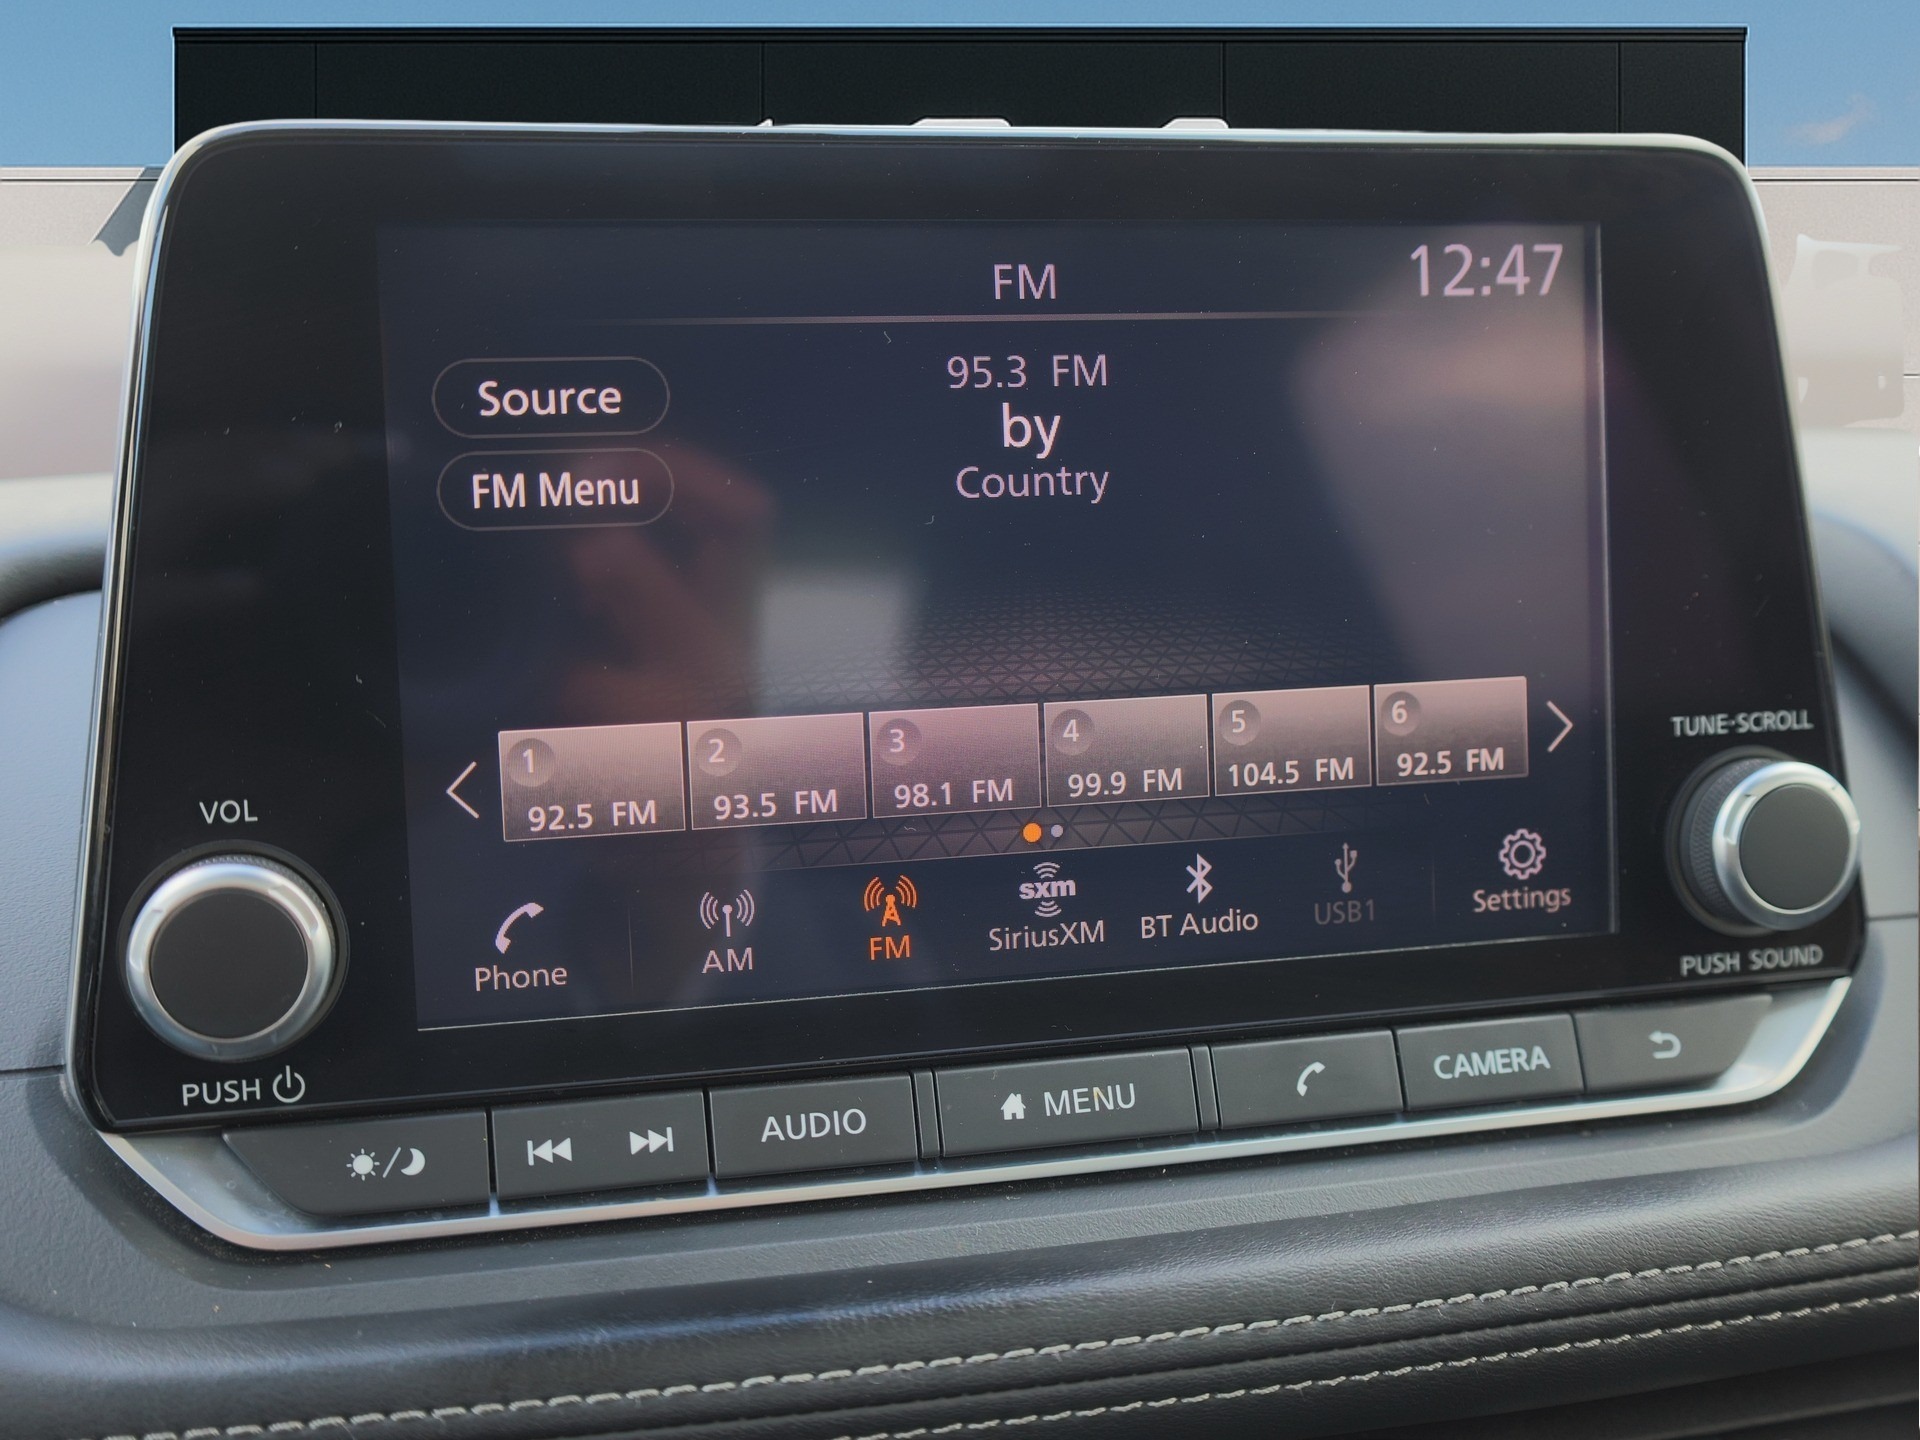 FM
12:47
Source
95.3 FM
by
FM Menu
Country
1
92.5 FM
2
93.5 FM
3
98.1 FM
4
99.9 FM
5
104.5 FM
6
92.5 FM
TUNE·SCROLL
VOL
Phone
AM
FM
sxm
SiriusXM
BT Audio
USB1
Settings
PUSH SOUND
PUSH
AUDIO
MENU
CAMERA